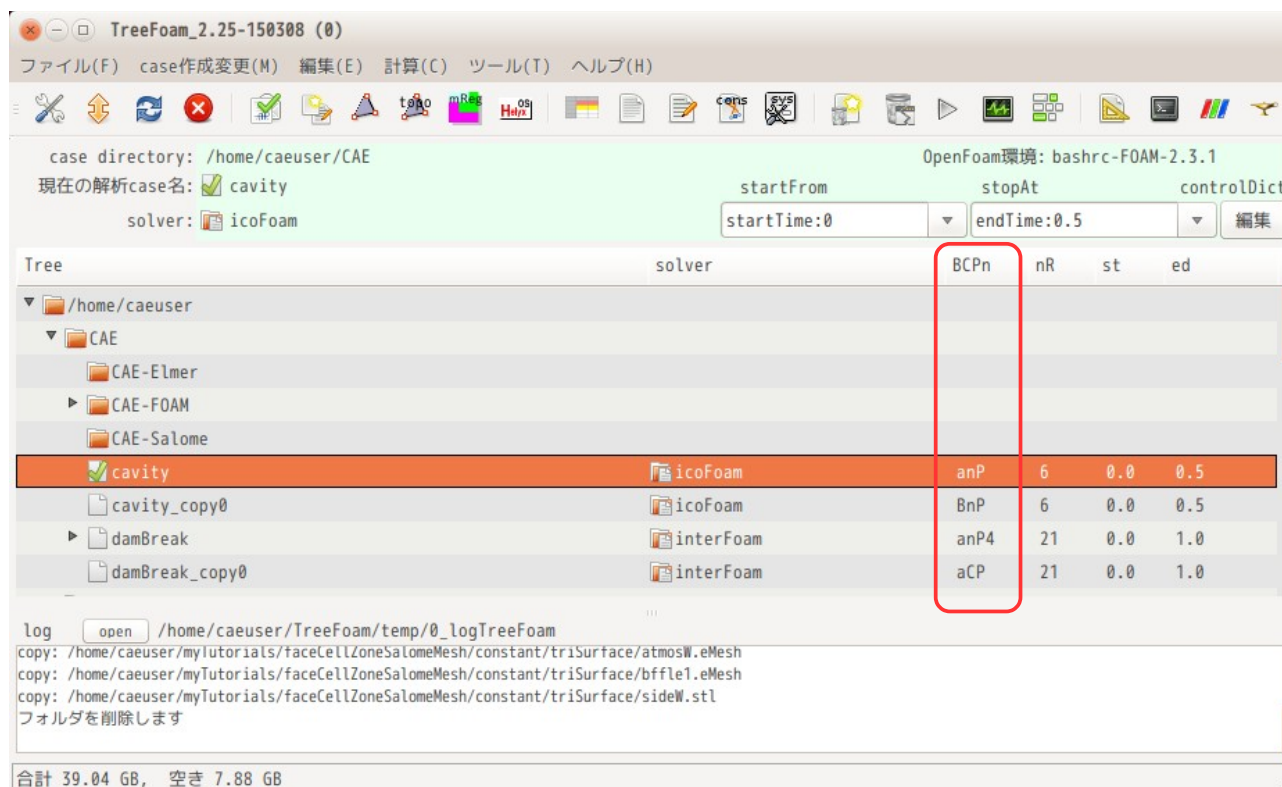 TreeFoam_2.25-150308 (0)
ファイル(F) case作成変更(M) 編集(E) 計算(C) ツール(T) ヘルプ(H)
topo mReg Helyx OS cons sys
case directory: /home/caeuser/CAE OpenFoam環境: bashrc-FOAM-2.3.1
現在の解析case名: cavity startFrom stopAt controlDict
solver: icoFoam startTime:0 endTime:0.5 編集
Tree solver BCPn nR st ed
/home/caeuser
CAE
CAE-Elmer
CAE-FOAM
CAE-Salome
cavity icoFoam anP 6 0.0 0.5
cavity_copy0 icoFoam BnP 6 0.0 0.5
damBreak interFoam anP4 21 0.0 1.0
damBreak_copy0 interFoam aCP 21 0.0 1.0
log open /home/caeuser/TreeFoam/temp/0_logTreeFoam
copy: /home/caeuser/myTutorials/faceCellZoneSalomeMesh/constant/triSurface/atmosW.eMesh
copy: /home/caeuser/myTutorials/faceCellZoneSalomeMesh/constant/triSurface/bffle1.eMesh
copy: /home/caeuser/myTutorials/faceCellZoneSalomeMesh/constant/triSurface/sideW.stl
フォルダを削除します
合計 39.04 GB, 空き 7.88 GB